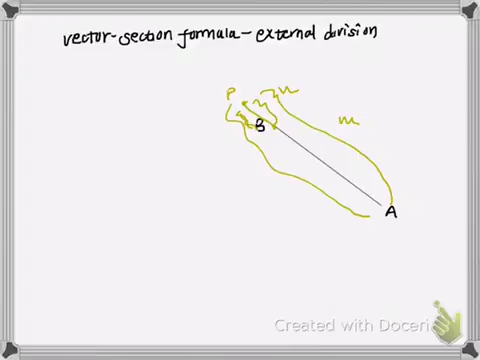 vector-section formula - external division
P
n
B
m
A
Created with Doceri